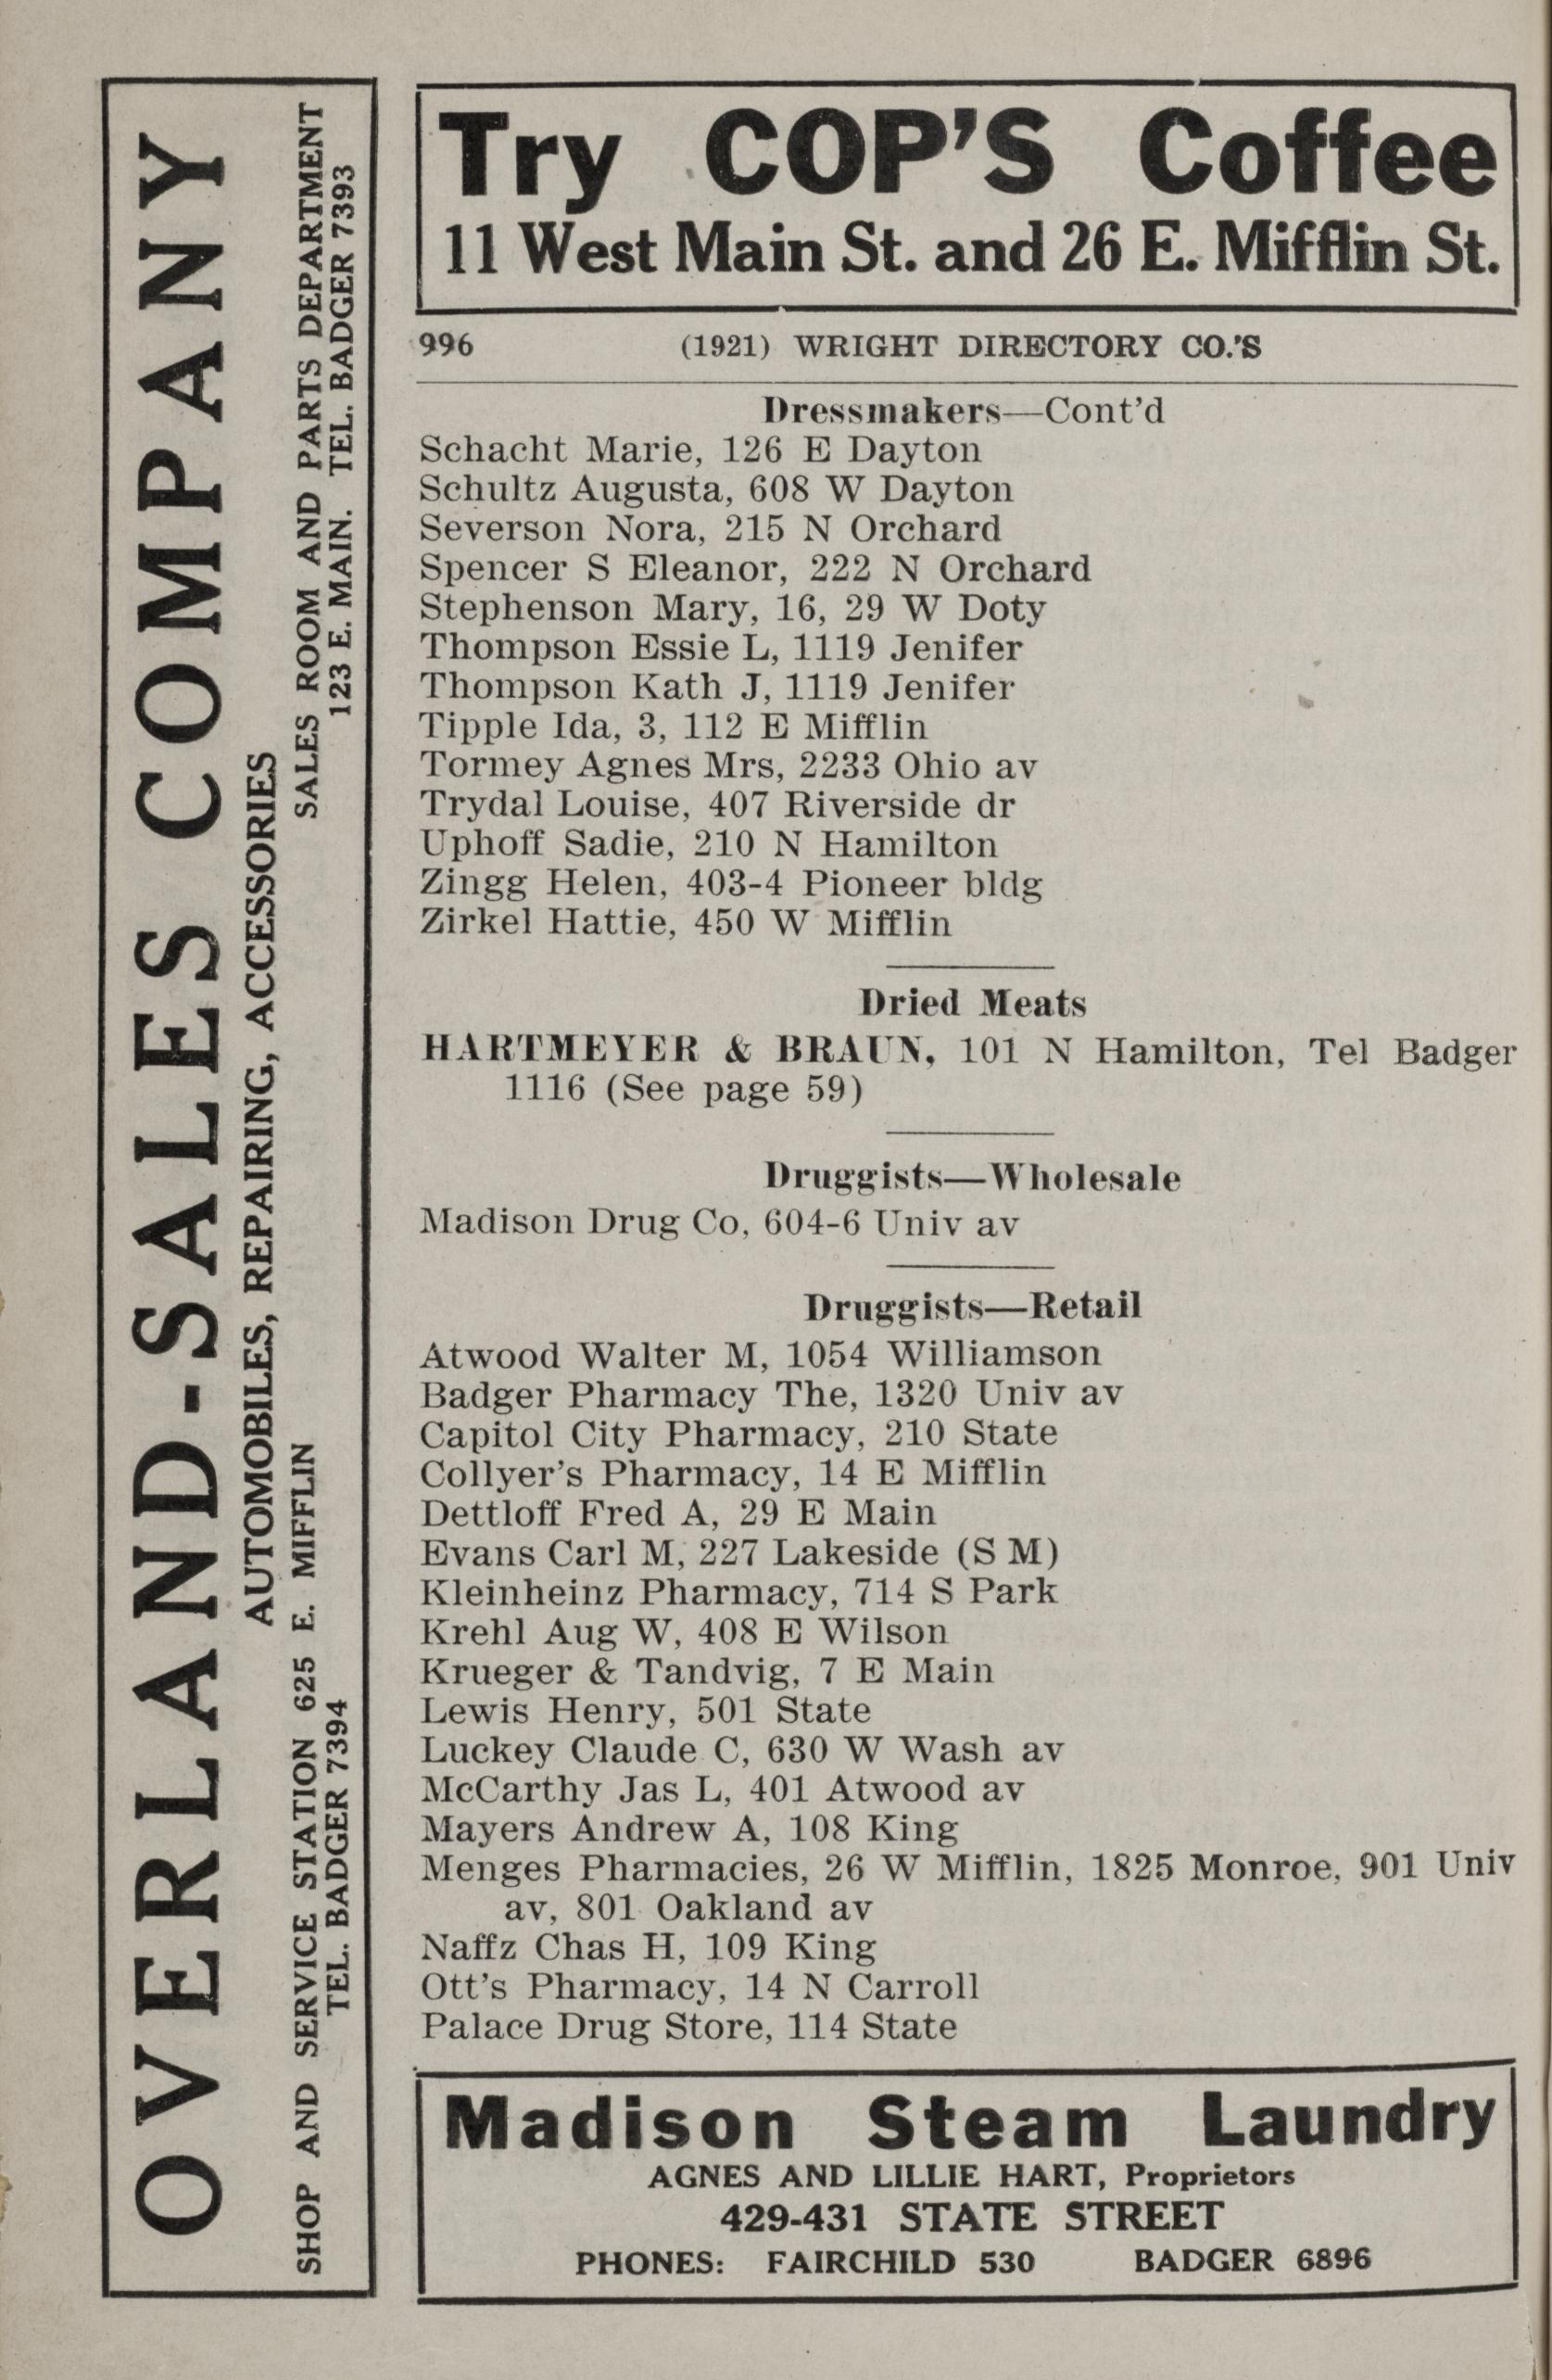 OVERLAND-SALES COMPANY
AUTOMOBILES, REPAIRING, ACCESSORIES
SHOP AND SERVICE STATION 625 E. MIFFLIN
TEL. BADGER 7394
SALES ROOM AND PARTS DEPARTMENT
123 E. MAIN. TEL. BADGER 7393
Try COP'S Coffee
11 West Main St. and 26 E. Mifflin St.
996 (1921) WRIGHT DIRECTORY CO.'S
Dressmakers—Cont'd
Schacht Marie, 126 E Dayton
Schultz Augusta, 608 W Dayton
Severson Nora, 215 N Orchard
Spencer S Eleanor, 222 N Orchard
Stephenson Mary, 16, 29 W Doty
Thompson Essie L, 1119 Jenifer
Thompson Kath J, 1119 Jenifer
Tipple Ida, 3, 112 E Mifflin
Tormey Agnes Mrs, 2233 Ohio av
Trydal Louise, 407 Riverside dr
Uphoff Sadie, 210 N Hamilton
Zingg Helen, 403-4 Pioneer bldg
Zirkel Hattie, 450 W Mifflin
Dried Meats
HARTMEYER & BRAUN, 101 N Hamilton, Tel Badger
1116 (See page 59)
Druggists—Wholesale
Madison Drug Co, 604-6 Univ av
Druggists—Retail
Atwood Walter M, 1054 Williamson
Badger Pharmacy The, 1320 Univ av
Capitol City Pharmacy, 210 State
Collyer's Pharmacy, 14 E Mifflin
Dettloff Fred A, 29 E Main
Evans Carl M, 227 Lakeside (S M)
Kleinheinz Pharmacy, 714 S Park
Krehl Aug W, 408 E Wilson
Krueger & Tandvig, 7 E Main
Lewis Henry, 501 State
Luckey Claude C, 630 W Wash av
McCarthy Jas L, 401 Atwood av
Mayers Andrew A, 108 King
Menges Pharmacies, 26 W Mifflin, 1825 Monroe, 901 Univ
av, 801 Oakland av
Naffz Chas H, 109 King
Ott's Pharmacy, 14 N Carroll
Palace Drug Store, 114 State
Madison Steam Laundry
AGNES AND LILLIE HART, Proprietors
429-431 STATE STREET
PHONES: FAIRCHILD 530 BADGER 6896